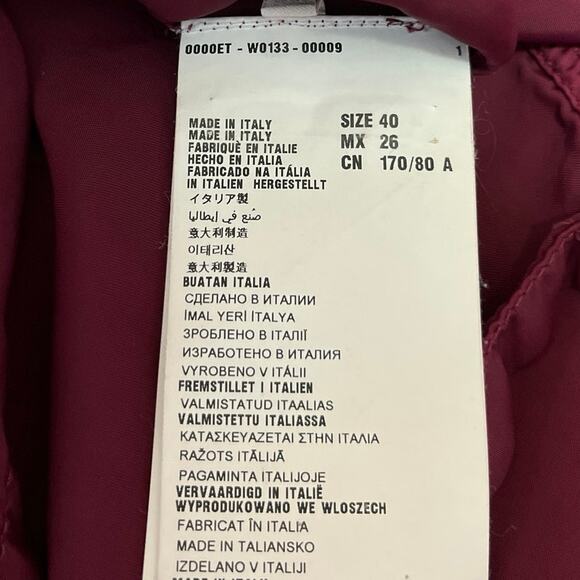 0000ET - W0133 - 00009 1
MADE IN ITALY
MADE IN ITALY
FABRIQUÉ EN ITALIE
HECHO EN ITALIA
FABRICADO NA ITÁLIA
IN ITALIEN HERGESTELLT
イタリア製
صنع في إيطاليا
意大利制造
이태리산
意大利製造
BUATAN ITALIA
СДЕЛАНО В ИТАЛИИ
İMAL YERİ İTALYA
ЗРОБЛЕНО В ІТАЛІЇ
ИЗРАБОТЕНО В ИТАЛИЯ
VYROBENO V ITÁLII
FREMSTILLET I ITALIEN
VALMISTATUD ITAALIAS
VALMISTETTU ITALIASSA
ΚΑΤΑΣΚΕΥΑΖΕΤΑΙ ΣΤΗΝ ΙΤΑΛΙΑ
RAŽOTS ITĀLIJĀ
PAGAMINTA ITALIJOJE
VERVAARDIGD IN ITALIË
WYPRODUKOWANO WE WLOSZECH
FABRICAT ÎN ITALIA
MADE IN TALIANSKO
IZDELANO V ITALIJI
MADE IN
SIZE 40
MX 26
CN 170/80 A